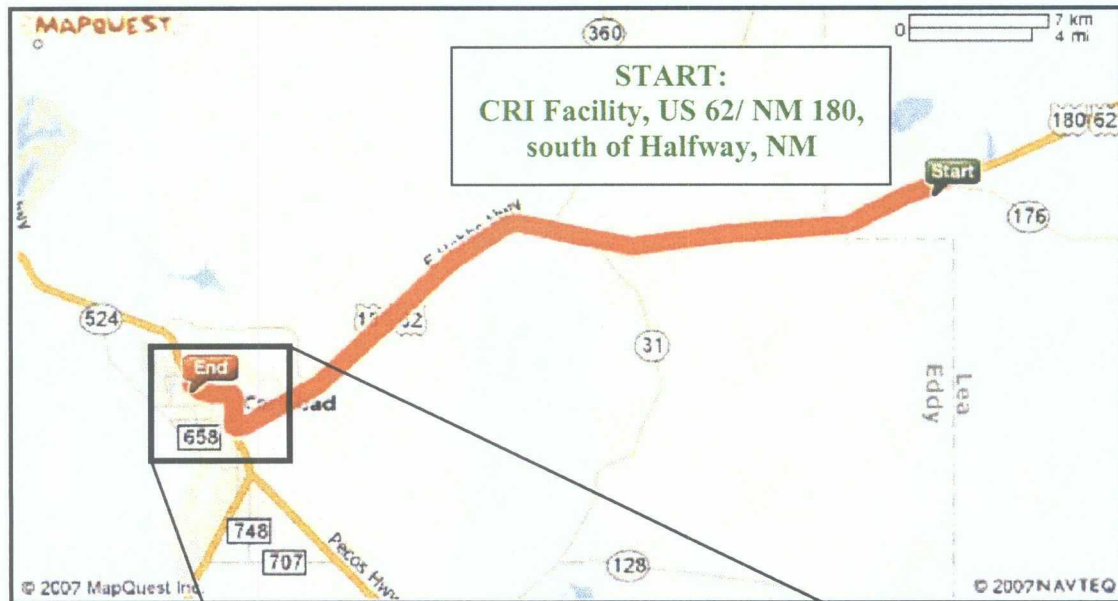 MAPQUEST
360
7 km
0
4 mi
START:
CRI Facility, US 62/ NM 180,
south of Halfway, NM
180
62
Start
176
524
31
End
Lea
Eddy
658
748
707
Pecos Hwy
128
© 2007 MapQuest Inc.
© 2007 NAVTEQ